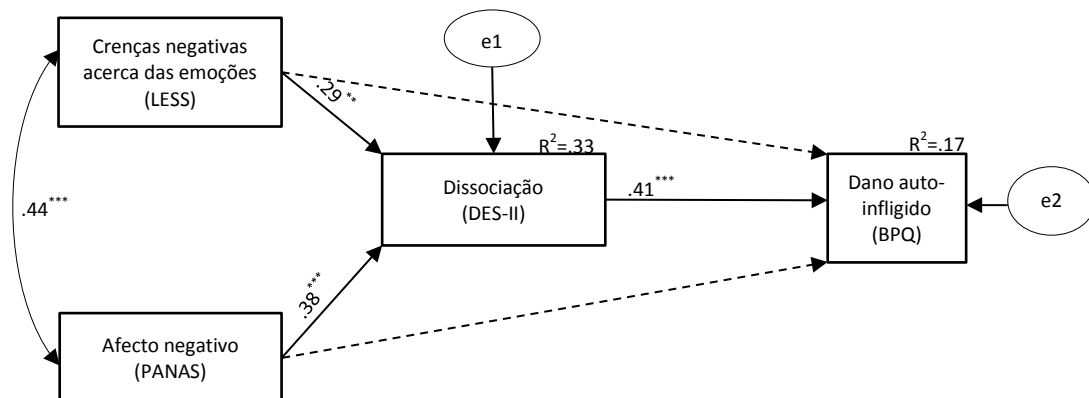 Crenças negativas
acerca das emoções
(LESS)
e1
.29 **
R²=.33
R²=.17
Dissociação
(DES-II)
.41***
Dano auto-
infligido
(BPQ)
e2
.44***
.38***
Afecto negativo
(PANAS)